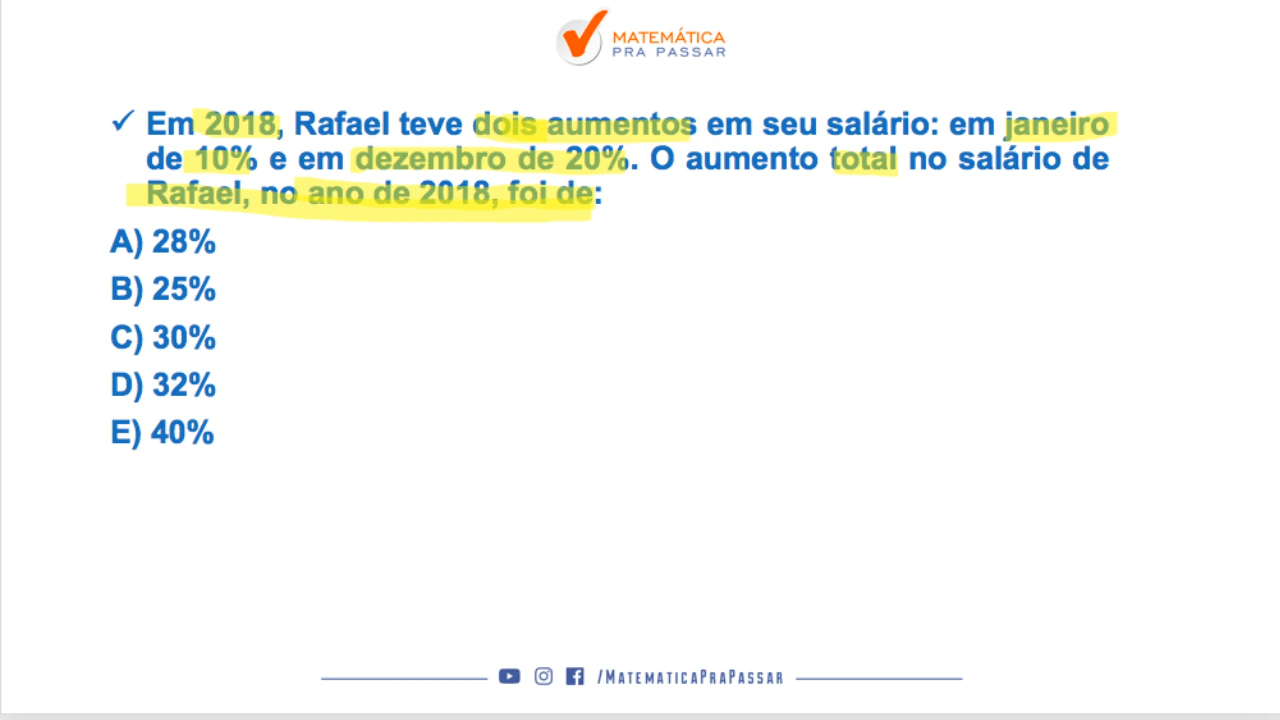 MATEMÁTICA
PRA PASSAR
✓ Em 2018, Rafael teve dois aumentos em seu salário: em janeiro
de 10% e em dezembro de 20%. O aumento total no salário de
Rafael, no ano de 2018, foi de:
A) 28%
B) 25%
C) 30%
D) 32%
E) 40%
/MATEMATICAPRAPASSAR